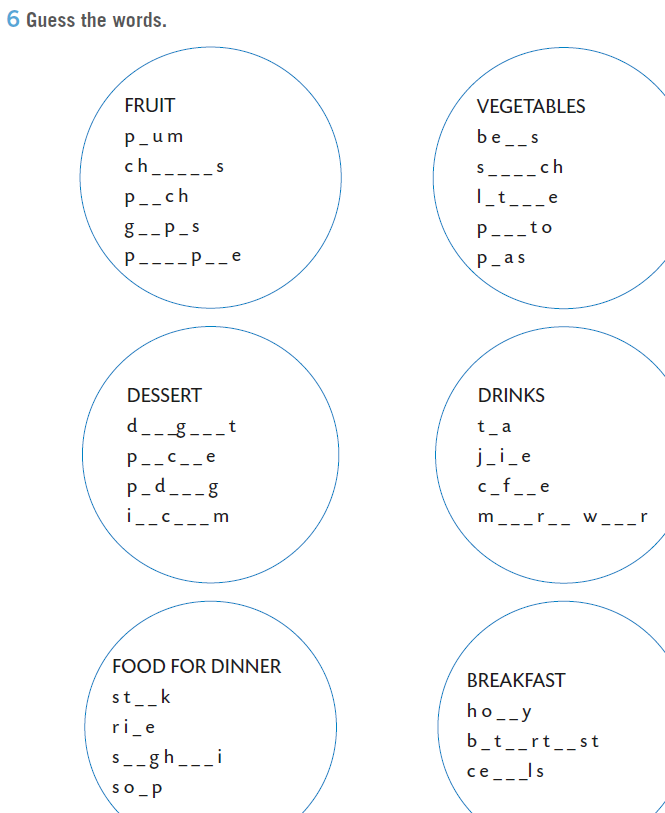 6 Guess the words.
FRUIT
p_um
ch_____s
p__ch
g__p_s
p____p__e
VEGETABLES
be__s
s____ch
l_t___e
p___to
p_as
DESSERT
d___g___t
p__c__e
p_d___g
i__c___m
DRINKS
t_a
j_i_e
c_f__e
m___r__ w___r
FOOD FOR DINNER
st__k
ri_e
s__gh___i
so_p
BREAKFAST
ho__y
b_t__rt__st
ce___ls